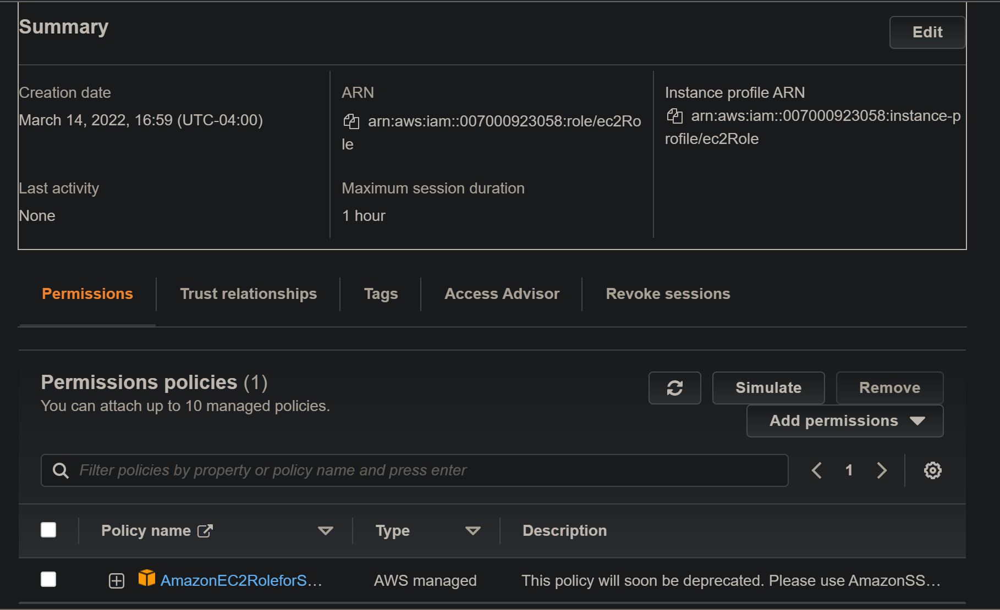 Summary
Edit
Creation date
March 14, 2022, 16:59 (UTC-04:00)
ARN
arn:aws:iam::007000923058:role/ec2Ro
le
Instance profile ARN
arn:aws:iam::007000923058:instance-p
rofile/ec2Role
Last activity
None
Maximum session duration
1 hour
Permissions
Trust relationships
Tags
Access Advisor
Revoke sessions
Permissions policies (1)
You can attach up to 10 managed policies.
Simulate
Remove
Add permissions
Filter policies by property or policy name and press enter
1
Policy name
Type
Description
AmazonEC2RoleforS...
AWS managed
This policy will soon be deprecated. Please use AmazonSS...